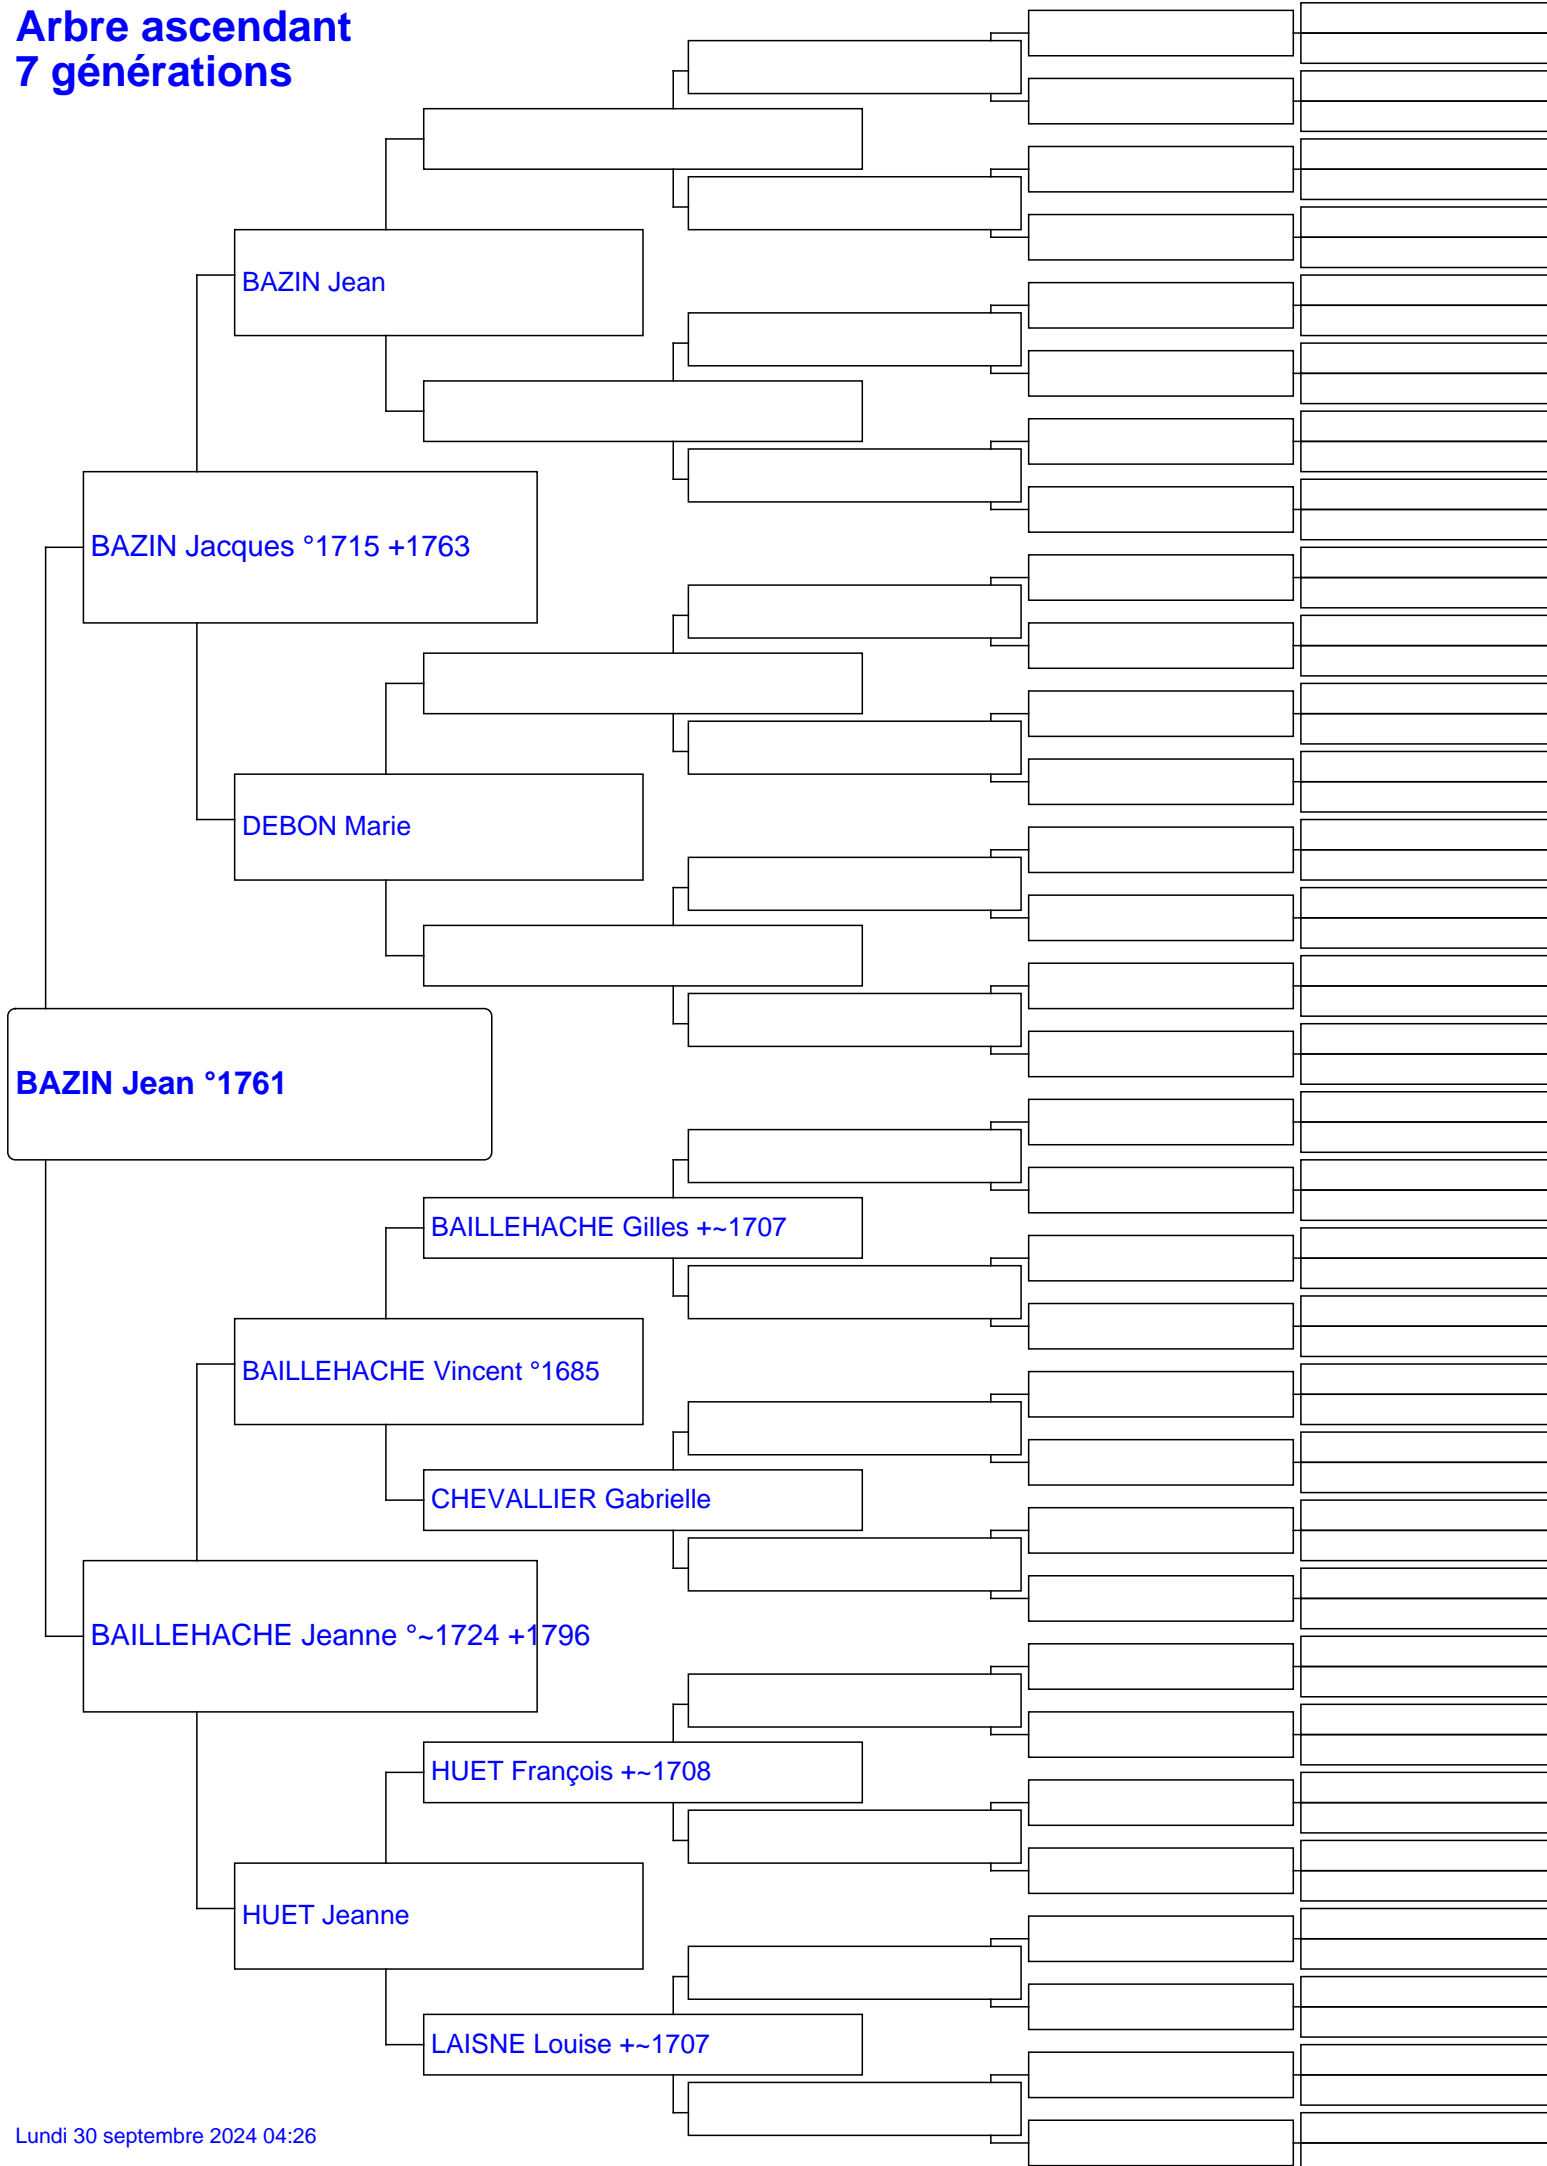 Arbre ascendant
7 générations
BAZIN Jean
BAZIN Jacques °1715 +1763
DEBON Marie
BAZIN Jean °1761
BAILLEHACHE Gilles +~1707
BAILLEHACHE Vincent °1685
CHEVALLIER Gabrielle
BAILLEHACHE Jeanne °~1724 +1796
HUET François +~1708
HUET Jeanne
LAISNE Louise +~1707
Lundi 30 septembre 2024 04:26